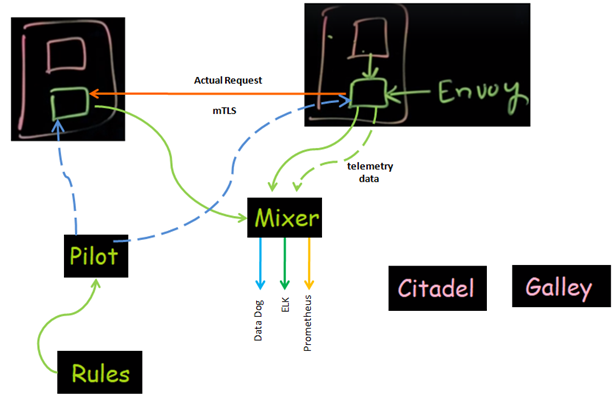 Actual Request
mTLS
Envoy
telemetry
data
Mixer
Pilot
Citadel
Galley
Data Dog
ELK
Prometheus
Rules